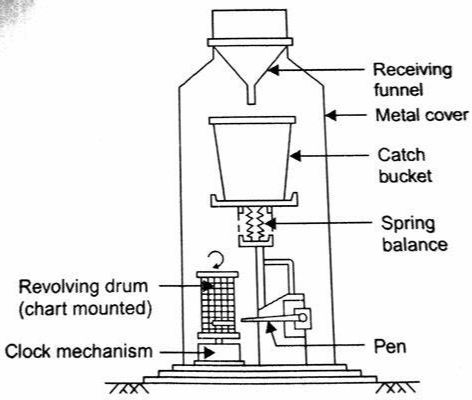 Receiving
funnel
Metal cover
Catch
bucket
Spring
balance
Revolving drum
(chart mounted)
Clock mechanism
Pen